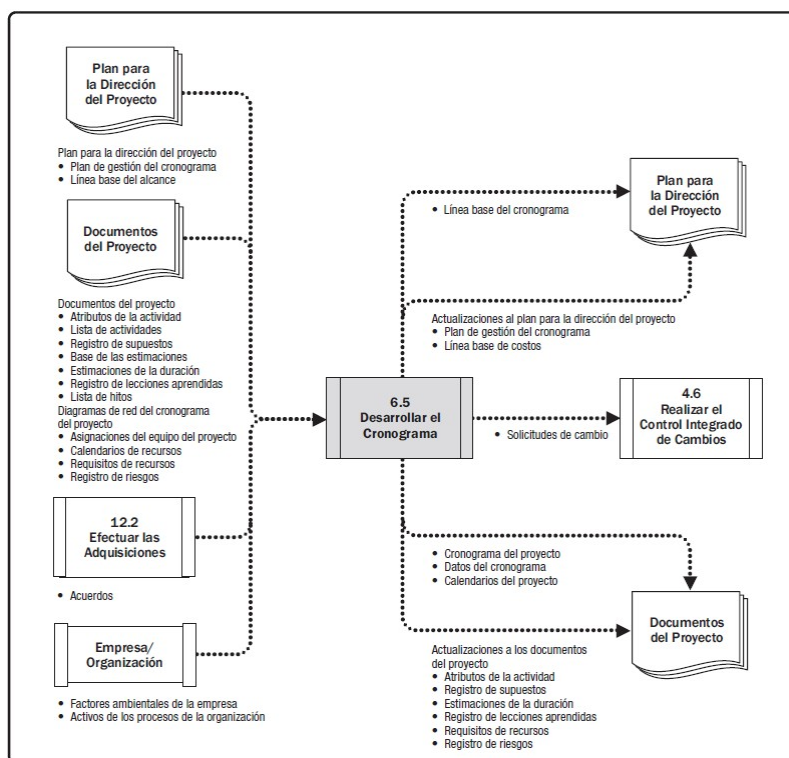 Plan para
la Dirección
del Proyecto
Plan para la dirección del proyecto
• Plan de gestión del cronograma
• Línea base del alcance
Documentos
del Proyecto
Documentos del proyecto
• Atributos de la actividad
• Lista de actividades
• Registro de supuestos
• Base de las estimaciones
• Estimaciones de la duración
• Registro de lecciones aprendidas
• Lista de hitos
Diagramas de red del cronograma
del proyecto
• Asignaciones del equipo del proyecto
• Calendarios de recursos
• Requisitos de recursos
• Registro de riesgos
12.2
Efectuar las
Adquisiciones
• Acuerdos
Empresa/
Organización
• Factores ambientales de la empresa
• Activos de los procesos de la organización
6.5
Desarrollar el
Cronograma
• Línea base del cronograma
Plan para
la Dirección
del Proyecto
Actualizaciones al plan para la dirección del proyecto
• Plan de gestión del cronograma
• Línea base de costos
• Solicitudes de cambio
4.6
Realizar el
Control Integrado
de Cambios
• Cronograma del proyecto
• Datos del cronograma
• Calendarios del proyecto
Documentos
del Proyecto
Actualizaciones a los documentos
del proyecto
• Atributos de la actividad
• Registro de supuestos
• Estimaciones de la duración
• Registro de lecciones aprendidas
• Requisitos de recursos
• Registro de riesgos